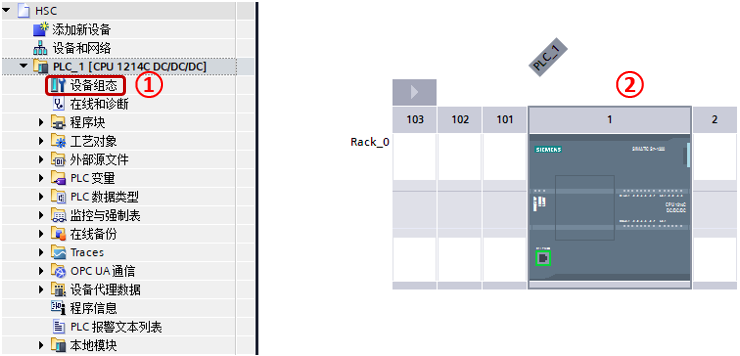 HSC
添加新设备
设备和网络
PLC_1 [CPU 1214C DC/DC/DC]
设备组态 ①
在线和诊断
程序块
工艺对象
外部源文件
PLC 变量
PLC 数据类型
监控与强制表
在线备份
Traces
OPC UA 通信
设备代理数据
程序信息
PLC 报警文本列表
本地模块
PLC_1
②
103 102 101 1 2
Rack_0
SIEMENS